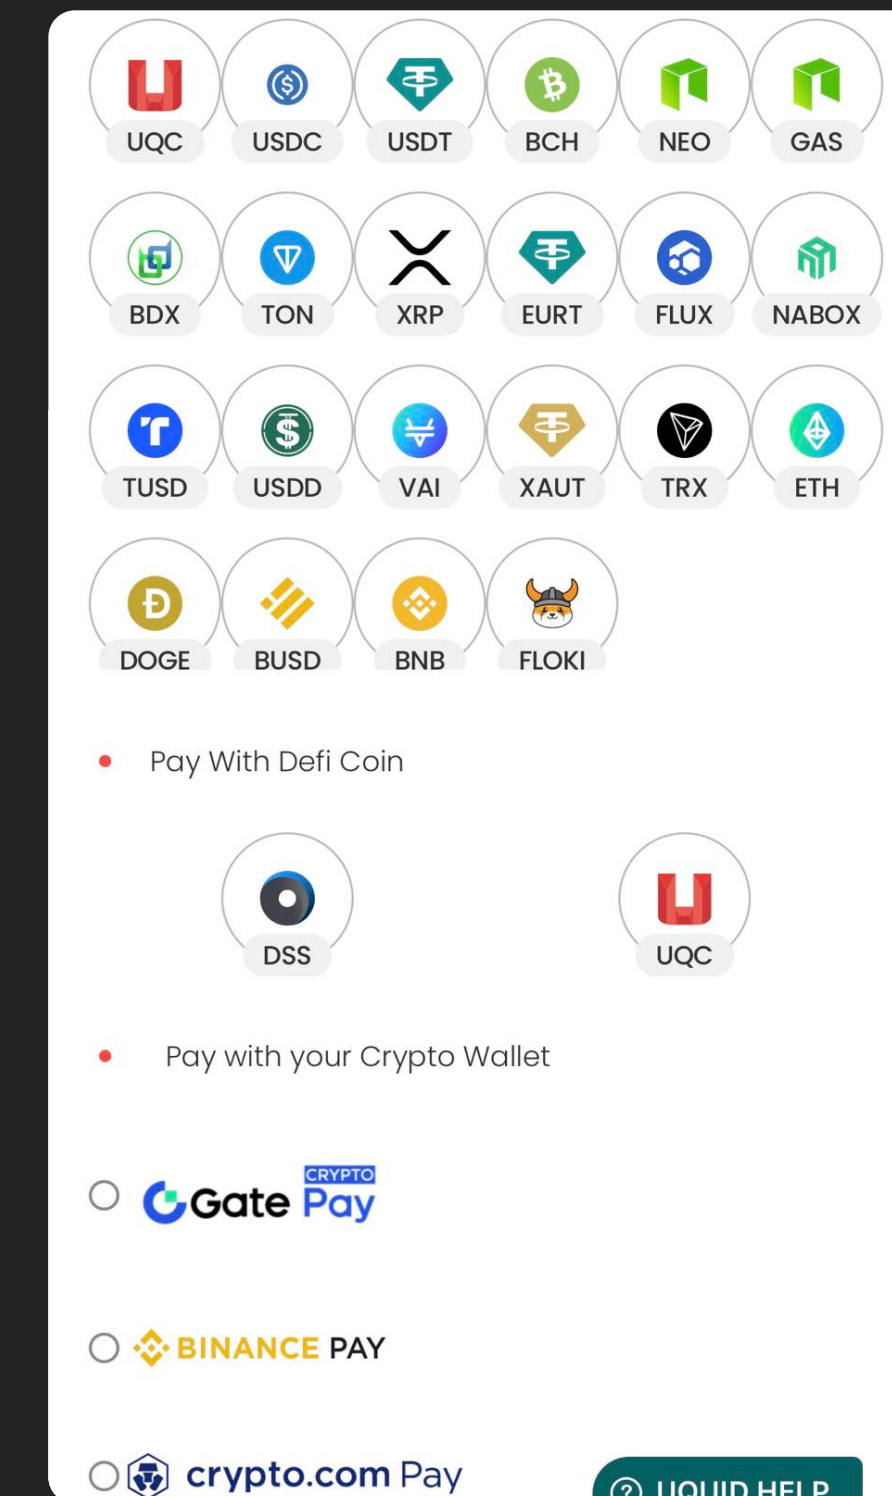 UQC USDC USDT BCH NEO GAS
BDX TON XRP EURT FLUX NABOX
TUSD USDD VAI XAUT TRX ETH
DOGE BUSD BNB FLOKI
Pay With Defi Coin
DSS UQC
Pay with your Crypto Wallet
CRYPTO
Gate Pay
BINANCE PAY
crypto.com Pay
UQUID HELP